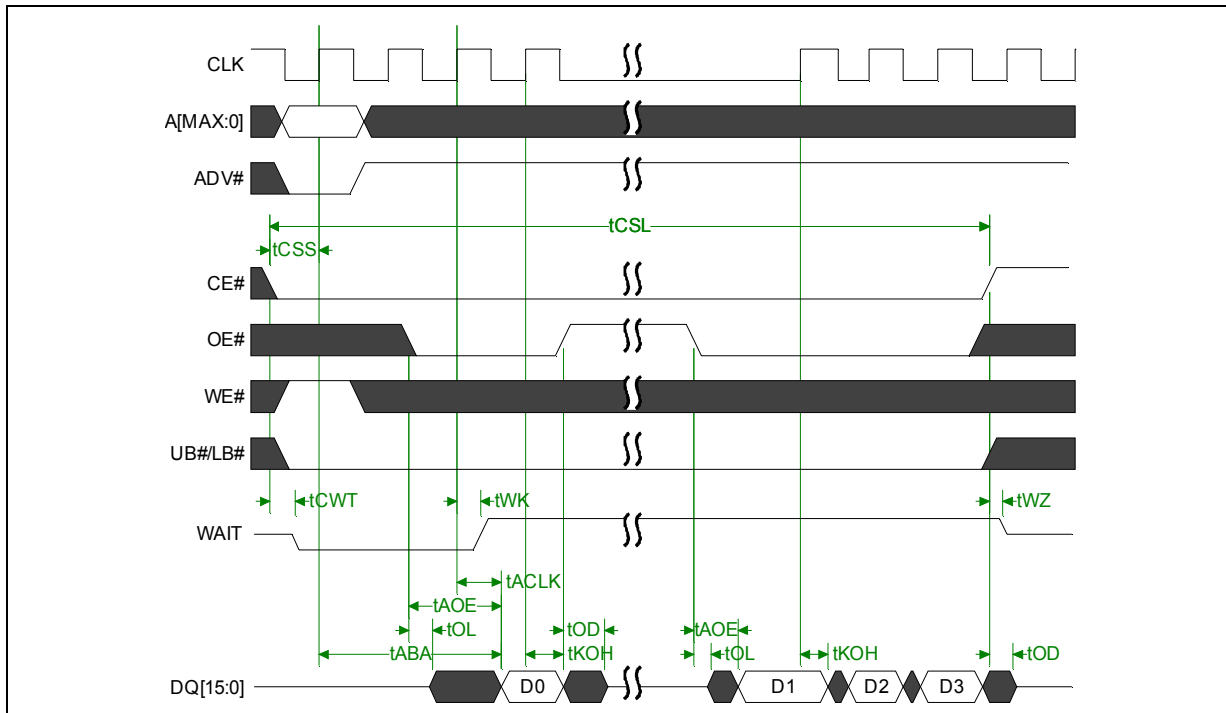 CLK
A[MAX:0]
ADV#
tCSL
tCSS
CE#
OE#
WE#
UB#/LB#
tCWT
tWK
tWZ
WAIT
tACLK
tAOE
tOL
tOD
tAOE
tABA
tKOH
tOL
tKOH
tOD
DQ[15:0]
D0
D1
D2
D3